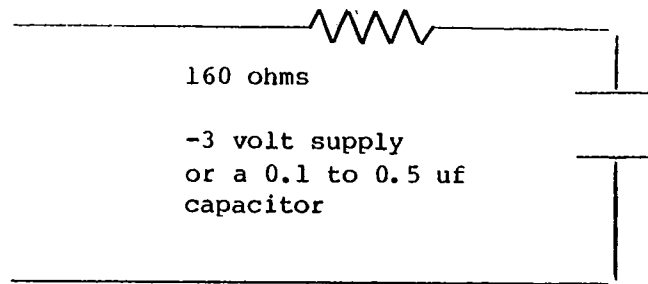 160 ohms
-3 volt supply
or a 0.1 to 0.5 uf
capacitor